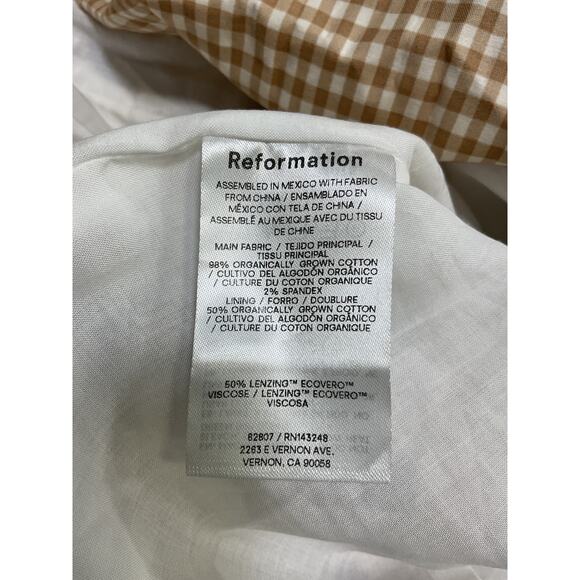 Reformation
ASSEMBLED IN MEXICO WITH FABRIC
FROM CHINA / ENSAMBLADO EN
MÉXICO CON TELA DE CHINA /
ASSEMBLÉ AU MEXIQUE AVEC DU TISSU
DE CHINE
MAIN FABRIC / TEJIDO PRINCIPAL /
TISSU PRINCIPAL
98% ORGANICALLY GROWN COTTON
/ CULTIVO DEL ALGODÓN ORGÁNICO
/ CULTURE DU COTON ORGANIQUE
2% SPANDEX
LINING / FORRO / DOUBLURE
50% ORGANICALLY GROWN COTTON
/ CULTIVO DEL ALGODÓN ORGÁNICO
/ CULTURE DU COTON ORGANIQUE
50% LENZING™ ECOVERO™
VISCOSE / LENZING™ ECOVERO™
VISCOSA
82807 / RN143248
2263 E VERNON AVE.
VERNON, CA 90058